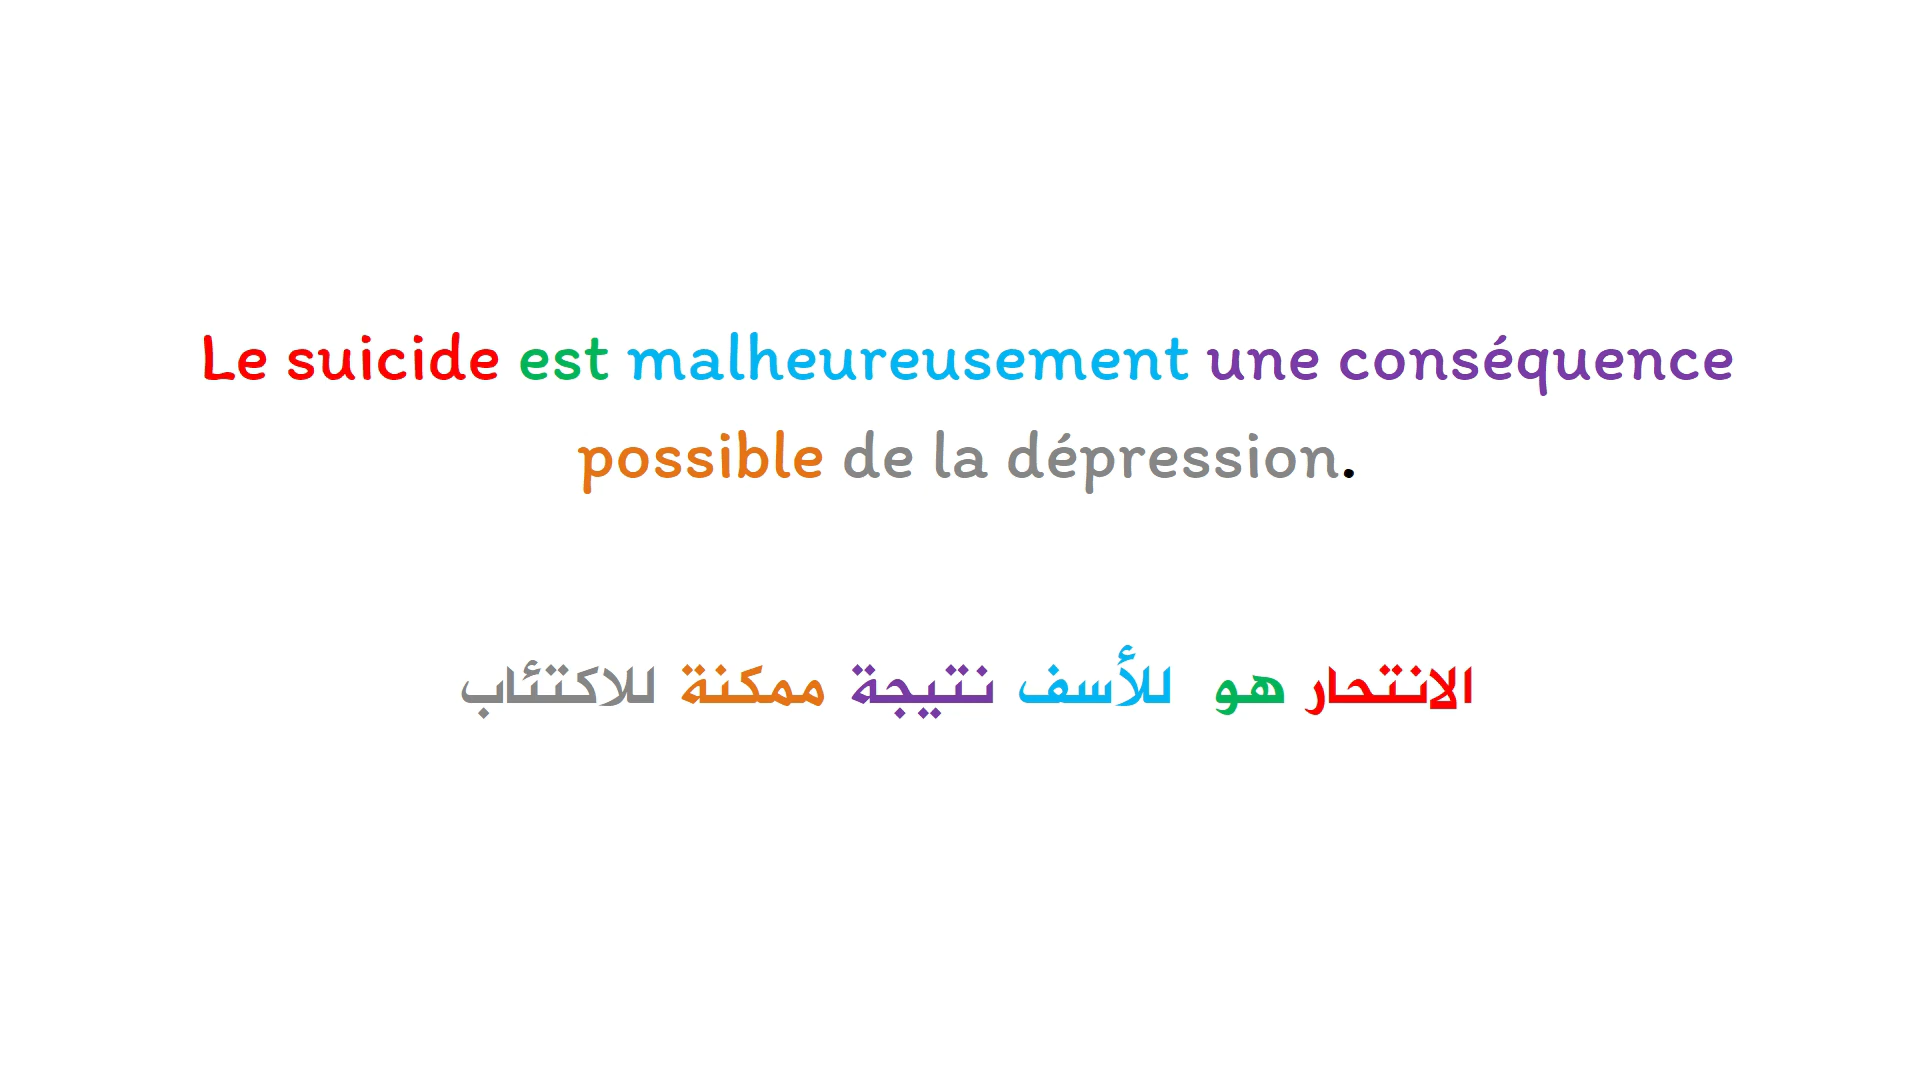 Le suicide est malheureusement une conséquence
possible de la dépression.
الانتحار هو للأسف نتيجة ممكنة للاكتئاب